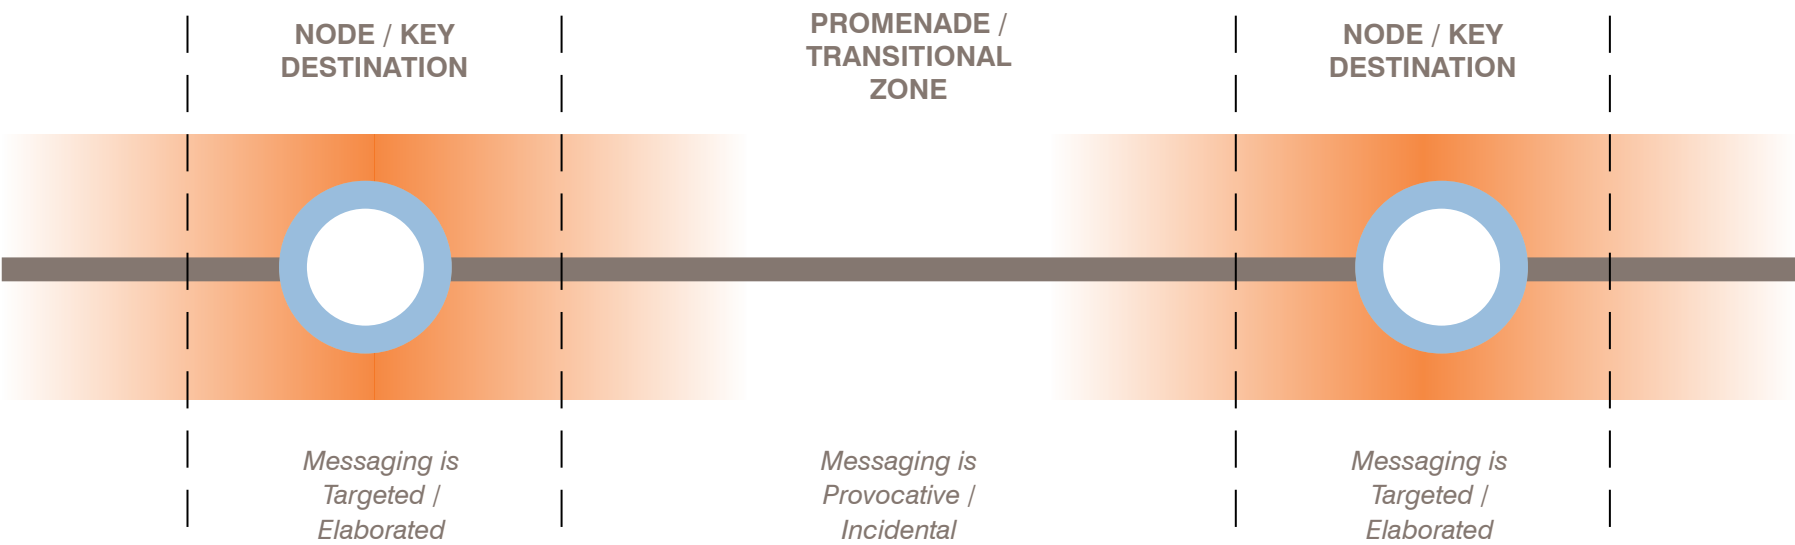 NODE / KEY
DESTINATION
PROMENADE /
TRANSITIONAL
ZONE
NODE / KEY
DESTINATION
Messaging is
Targeted /
Elaborated
Messaging is
Provocative /
Incidental
Messaging is
Targeted /
Elaborated